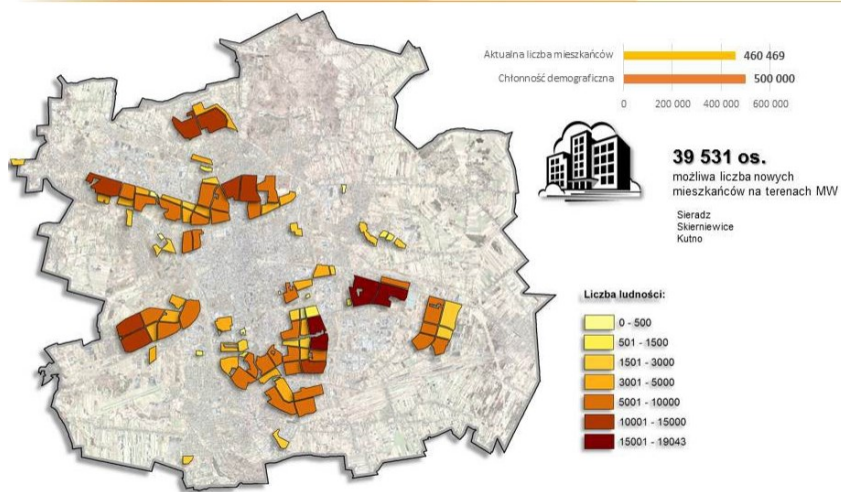 Aktualna liczba mieszkańców
460 469
Chłonność demograficzna
500 000
0
200 000
400 000
600 000
39 531 os.
możliwa liczba nowych
mieszkańców na terenach MW
Sieradz
Skierniewice
Kutno
Liczba ludności:
0 - 500
501 - 1500
1501 - 3000
3001 - 5000
5001 - 10000
10001 - 15000
15001 - 19043